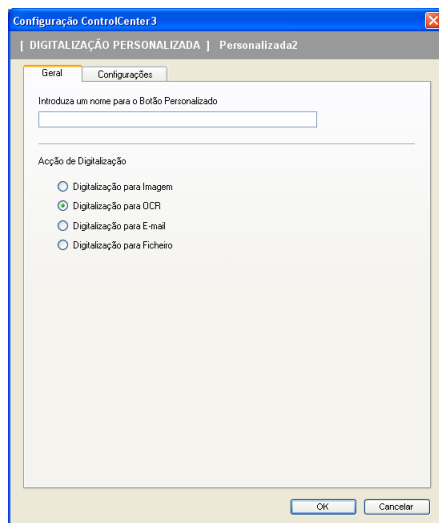 Configuração ControlCenter3
[ DIGITALIZAÇÃO PERSONALIZADA ] Personalizada2
Geral Configurações
Introduza um nome para o Botão Personalizado
Acção de Digitalização
Digitalização para Imagem
Digitalização para OCR
Digitalização para E-mail
Digitalização para Ficheiro
OK Cancelar